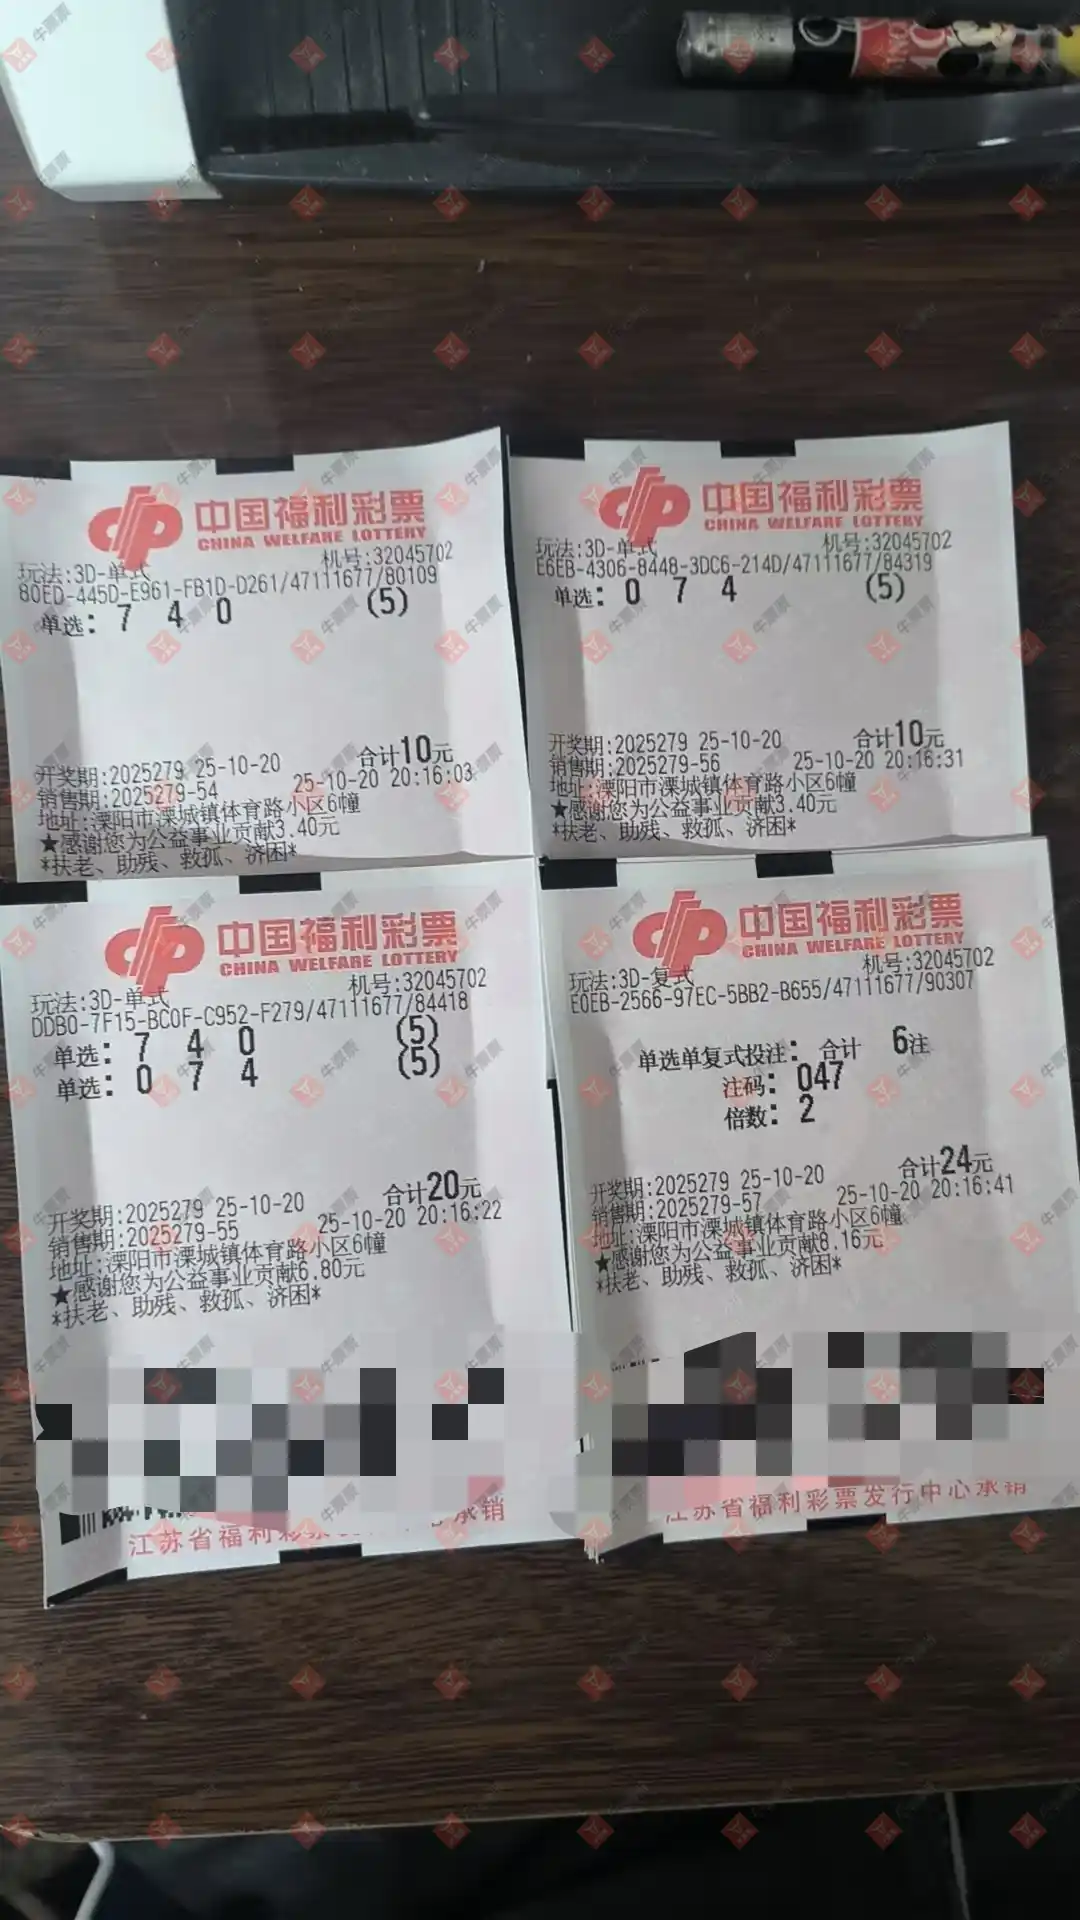 中国福利彩票
CHINA WELFARE LOTTERY
玩法:3D-单式 机号:32045702
80ED-445D-E961-FB1D-D261/47111677/80109
单选: 7 4 0 (5)
合计10元
开奖期:2025279 25-10-20
销售期:2025279-54 25-10-20 20:16:03
地址:溧阳市溧城镇体育路小区6幢
★感谢您为公益事业贡献3.40元
*扶老、助残、救孤、济困*
中国福利彩票
CHINA WELFARE LOTTERY
玩法:3D-单式 机号:32045702
E6EB-4306-8448-3DC6-214D/47111677/84319
单选: 0 7 4 (5)
开奖期:2025279 25-10-20 合计10元
销售期:2025279-56 25-10-20 20:16:31
地址:溧阳市溧城镇体育路小区6幢
★感谢您为公益事业贡献3.40元
*扶老、助残、救孤、济困*
中国福利彩票
CHINA WELFARE LOTTERY
玩法:3D-单式 机号:32045702
DDB0-7F15-BC0F-C952-F279/47111677/84418
单选: 7 4 0 (5)
单选: 0 7 4 (5)
合计20元
开奖期:2025279 25-10-20
销售期:2025279-55 25-10-20 20:16:22
地址:溧阳市溧城镇体育路小区6幢
★感谢您为公益事业贡献6.80元
*扶老、助残、救孤、济困*
江苏省福利彩票 心承销
中国福利彩票
CHINA WELFARE LOTTERY
玩法:3D-复式 机号:32045702
E0EB-2566-97EC-5BB2-B655/47111677/90307
单选单复式投注: 合计 6注
注码: 047
倍数: 2
合计24元
开奖期:2025279 25-10-20
销售期:2025279-57 25-10-20 20:16:41
地址:溧阳市溧城镇体育路小区6幢
★感谢您为公益事业贡献8.16元
*扶老、助残、救孤、济困*
江苏省福利彩票发行中心承销
牛票票